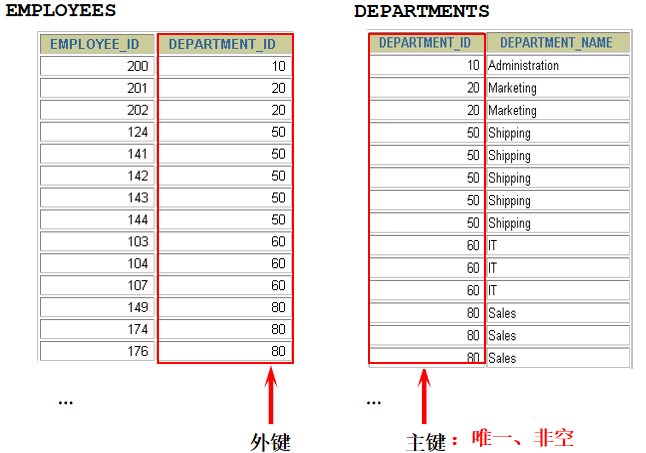 EMPLOYEES
EMPLOYEE_ID DEPARTMENT_ID
200 10
201 20
202 20
124 50
141 50
142 50
143 50
144 50
103 60
104 60
107 60
149 80
174 80
176 80
...
外键
DEPARTMENTS
DEPARTMENT_ID DEPARTMENT_NAME
10 Administration
20 Marketing
20 Marketing
50 Shipping
50 Shipping
50 Shipping
50 Shipping
50 Shipping
60 IT
60 IT
60 IT
80 Sales
80 Sales
80 Sales
...
主键：唯一、非空